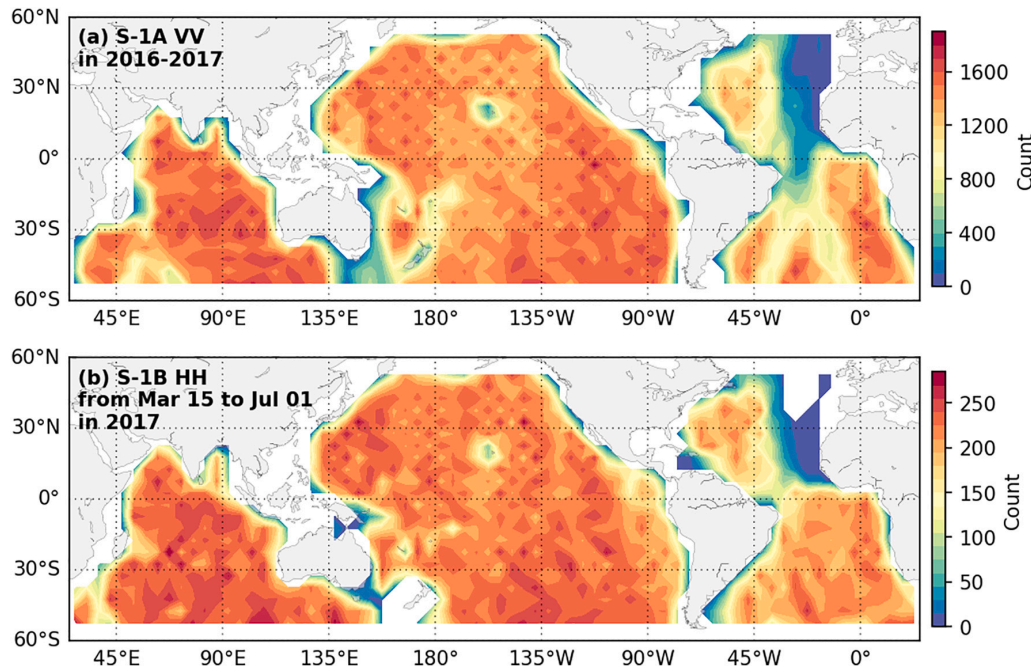 60°N
(a) S-1A VV
in 2016-2017
30°N
0°
30°S
60°S
45°E 90°E 135°E 180° 135°W 90°W 45°W 0°
1600
1200
800
400
0
Count
60°N
(b) S-1B HH
from Mar 15 to Jul 01
in 2017
30°N
0°
30°S
60°S
45°E 90°E 135°E 180° 135°W 90°W 45°W 0°
250
200
150
100
50
0
Count